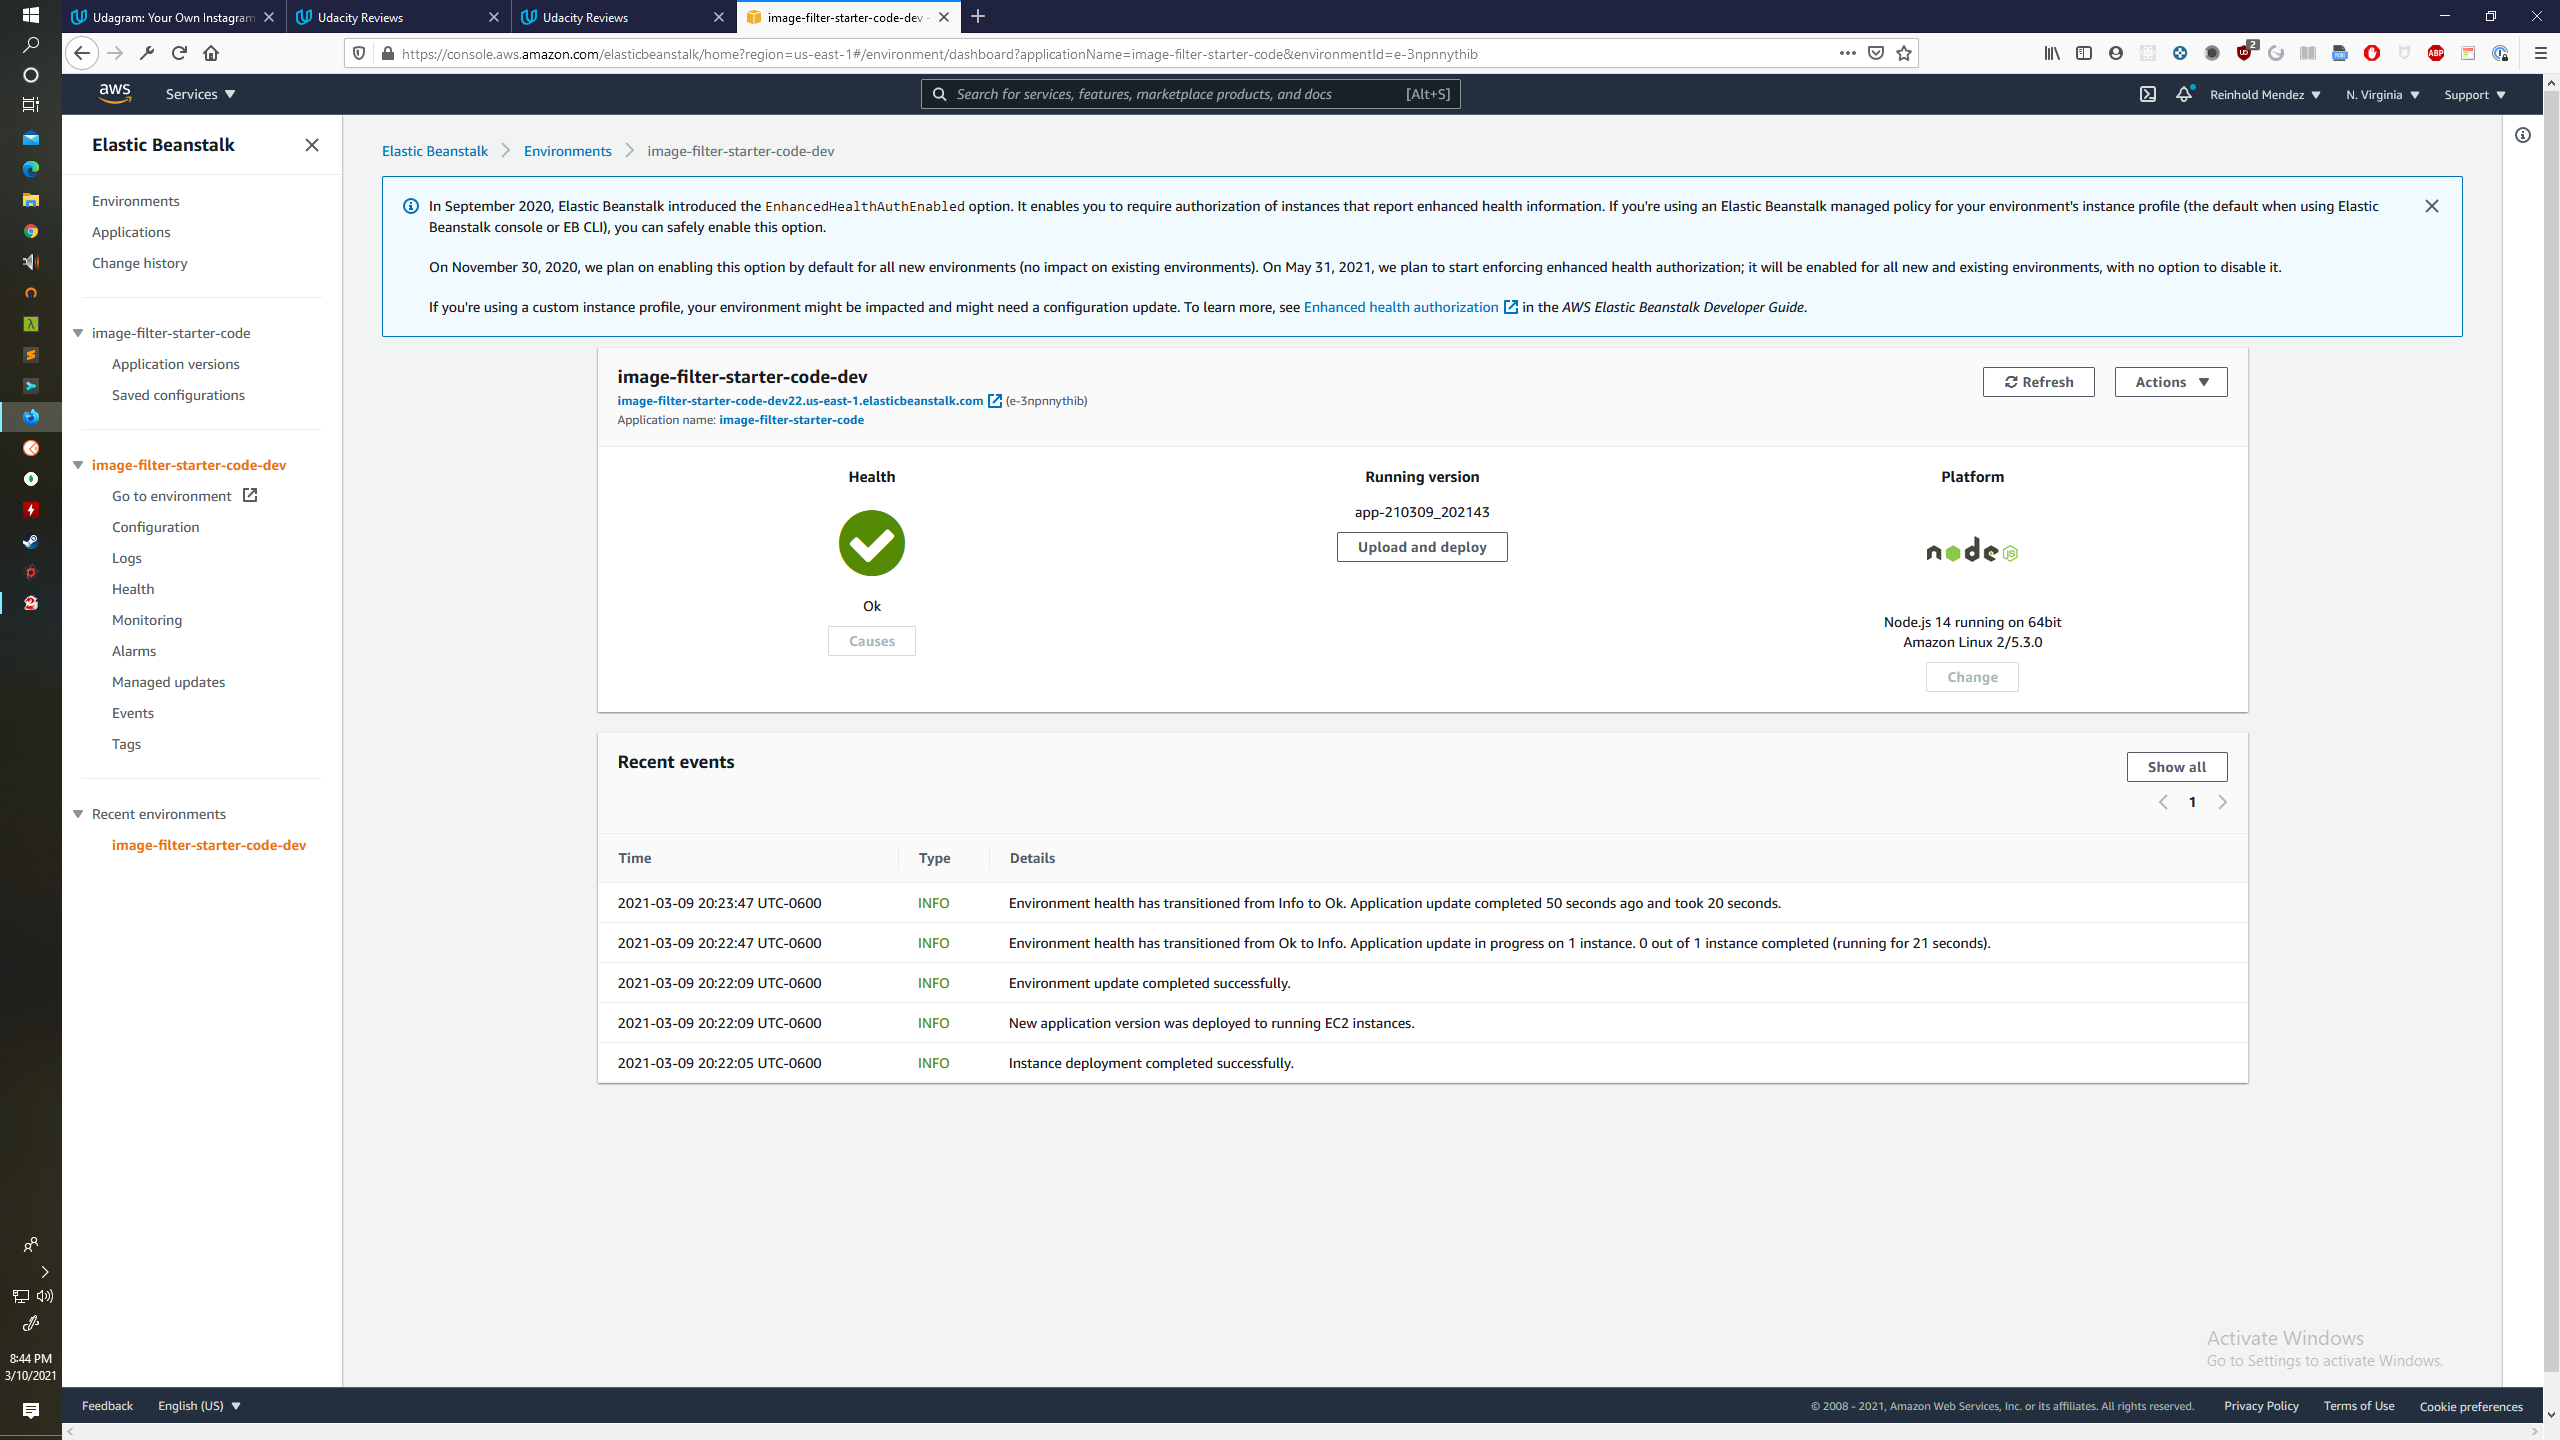 Udagram: Your Own Instagram
Udacity Reviews
Udacity Reviews
image-filter-starter-code-dev -
https://console.aws.amazon.com/elasticbeanstalk/home?region=us-east-1#/environment/dashboard?applicationName=image-filter-starter-code&environmentId=e-3npnnythib
2
ABP
aws
Services
Search for services, features, marketplace products, and docs
[Alt+S]
Reinhold Mendez
N. Virginia
Support
Elastic Beanstalk
Environments
Applications
Change history
image-filter-starter-code
Application versions
Saved configurations
image-filter-starter-code-dev
Go to environment
Configuration
Logs
Health
Monitoring
Alarms
Managed updates
Events
Tags
Recent environments
image-filter-starter-code-dev
Elastic Beanstalk
Environments
image-filter-starter-code-dev
In September 2020, Elastic Beanstalk introduced the EnhancedHealthAuthEnabled option. It enables you to require authorization of instances that report enhanced health information. If you're using an Elastic Beanstalk managed policy for your environment's instance profile (the default when using Elastic
Beanstalk console or EB CLI), you can safely enable this option.
On November 30, 2020, we plan on enabling this option by default for all new environments (no impact on existing environments). On May 31, 2021, we plan to start enforcing enhanced health authorization; it will be enabled for all new and existing environments, with no option to disable it.
If you're using a custom instance profile, your environment might be impacted and might need a configuration update. To learn more, see Enhanced health authorization in the AWS Elastic Beanstalk Developer Guide.
image-filter-starter-code-dev
image-filter-starter-code-dev22.us-east-1.elasticbeanstalk.com (e-3npnnythib)
Application name: image-filter-starter-code
Refresh
Actions
Health
Ok
Causes
Running version
app-210309_202143
Upload and deploy
Platform
node JS
Node.js 14 running on 64bit
Amazon Linux 2/5.3.0
Change
Recent events
Show all
1
Time Type Details
2021-03-09 20:23:47 UTC-0600 INFO Environment health has transitioned from Info to Ok. Application update completed 50 seconds ago and took 20 seconds.
2021-03-09 20:22:47 UTC-0600 INFO Environment health has transitioned from Ok to Info. Application update in progress on 1 instance. 0 out of 1 instance completed (running for 21 seconds).
2021-03-09 20:22:09 UTC-0600 INFO Environment update completed successfully.
2021-03-09 20:22:09 UTC-0600 INFO New application version was deployed to running EC2 instances.
2021-03-09 20:22:05 UTC-0600 INFO Instance deployment completed successfully.
Activate Windows
Go to Settings to activate Windows.
8:44 PM
3/10/2021
Feedback
English (US)
© 2008 - 2021, Amazon Web Services, Inc. or its affiliates. All rights reserved.
Privacy Policy
Terms of Use
Cookie preferences